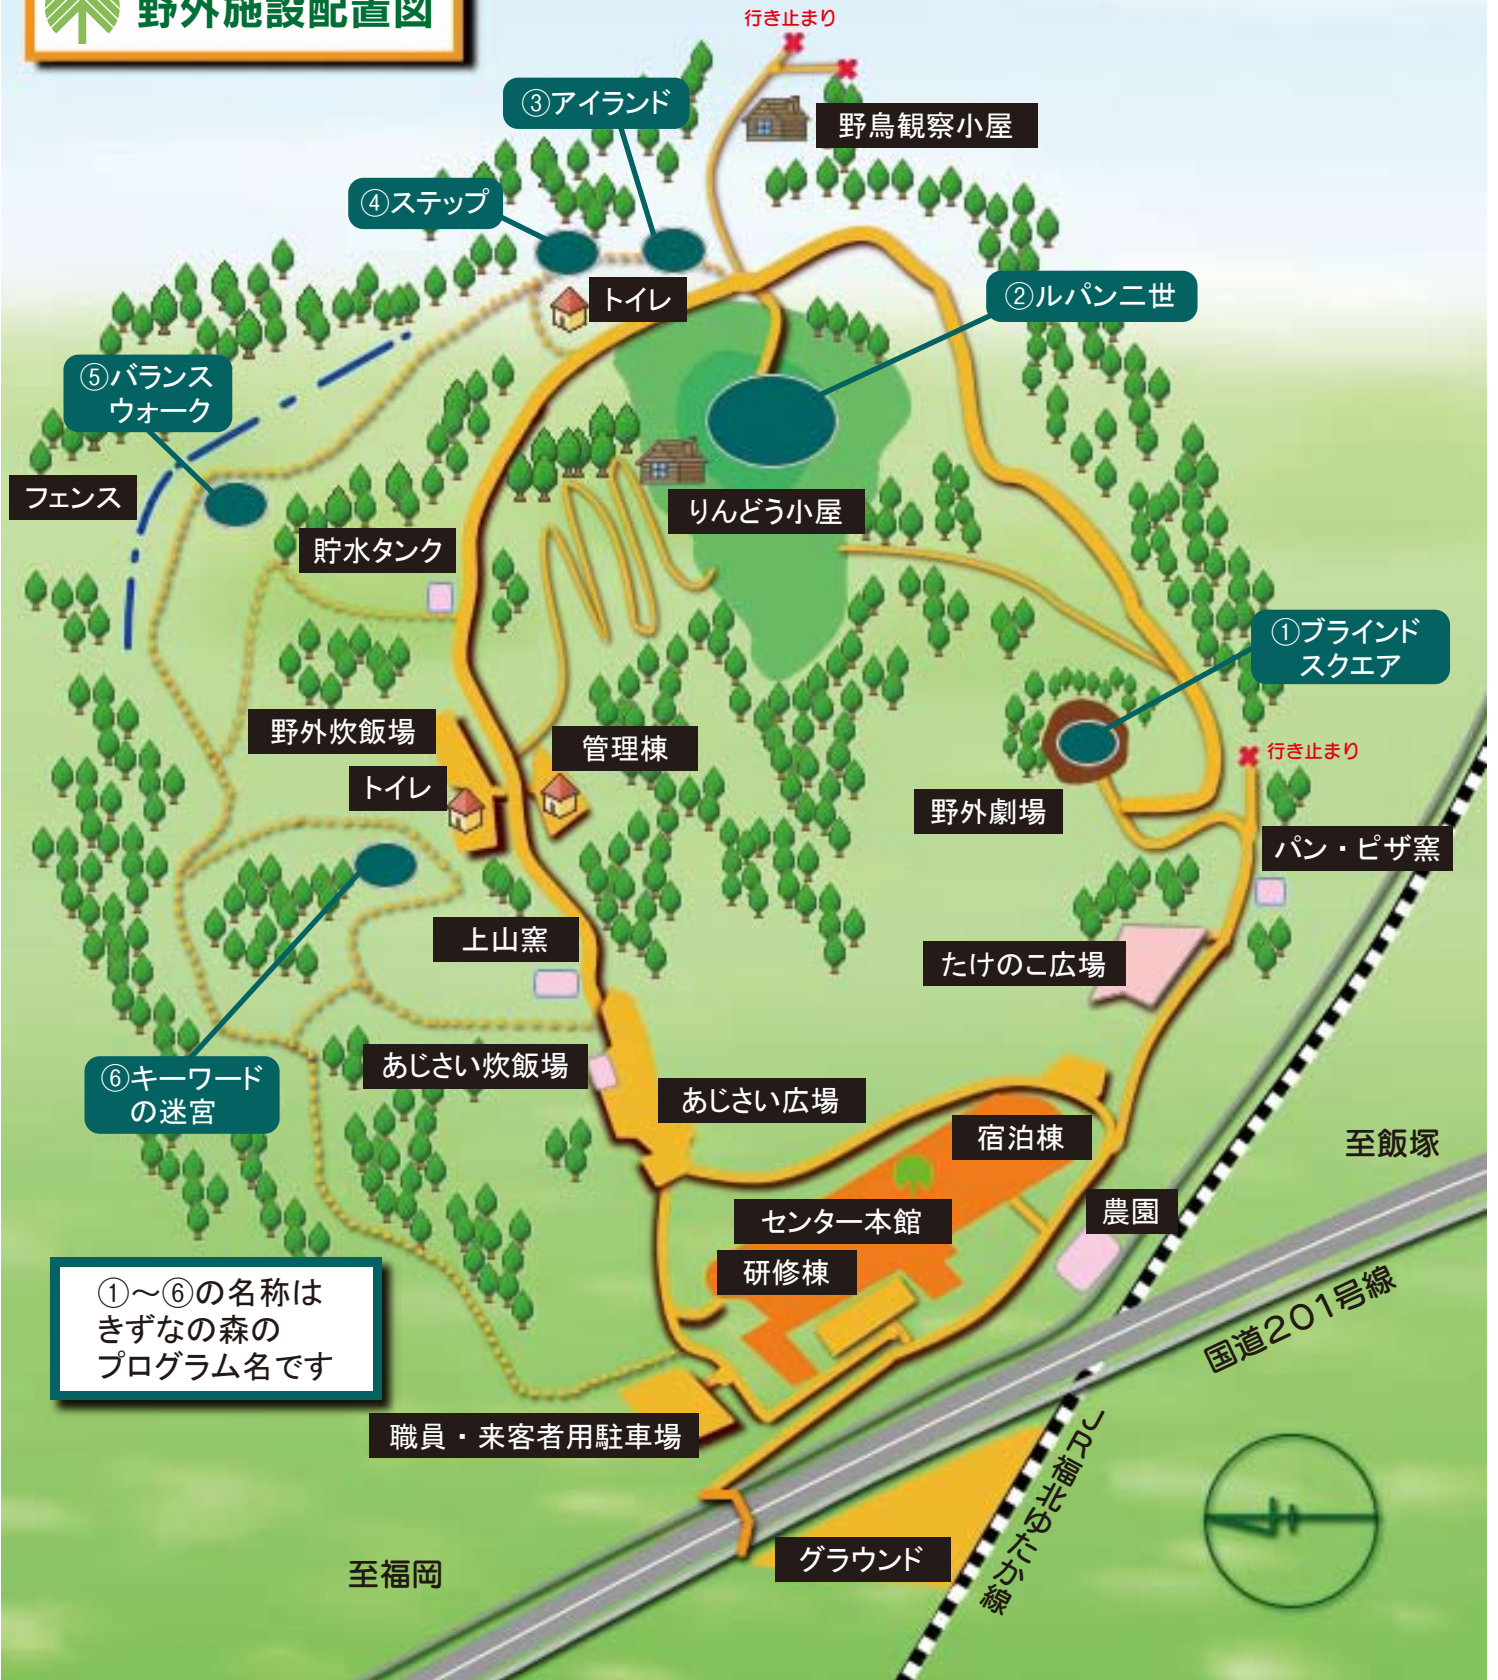 野外施設配置図
行き止まり
③アイランド
野鳥観察小屋
④ステップ
トイレ
②ルパン二世
⑤バランス
ウォーク
フェンス
りんどう小屋
貯水タンク
①ブラインド
スクエア
野外炊飯場
管理棟
行き止まり
トイレ
野外劇場
パン・ピザ窯
上山窯
たけのこ広場
あじさい炊飯場
⑥キーワード
の迷宮
あじさい広場
宿泊棟
至飯塚
センター本館
農園
研修棟
①～⑥の名称は
きずなの森の
プログラム名です
国道201号線
職員・来客者用駐車場
JR福北ゆたか線
グラウンド
至福岡